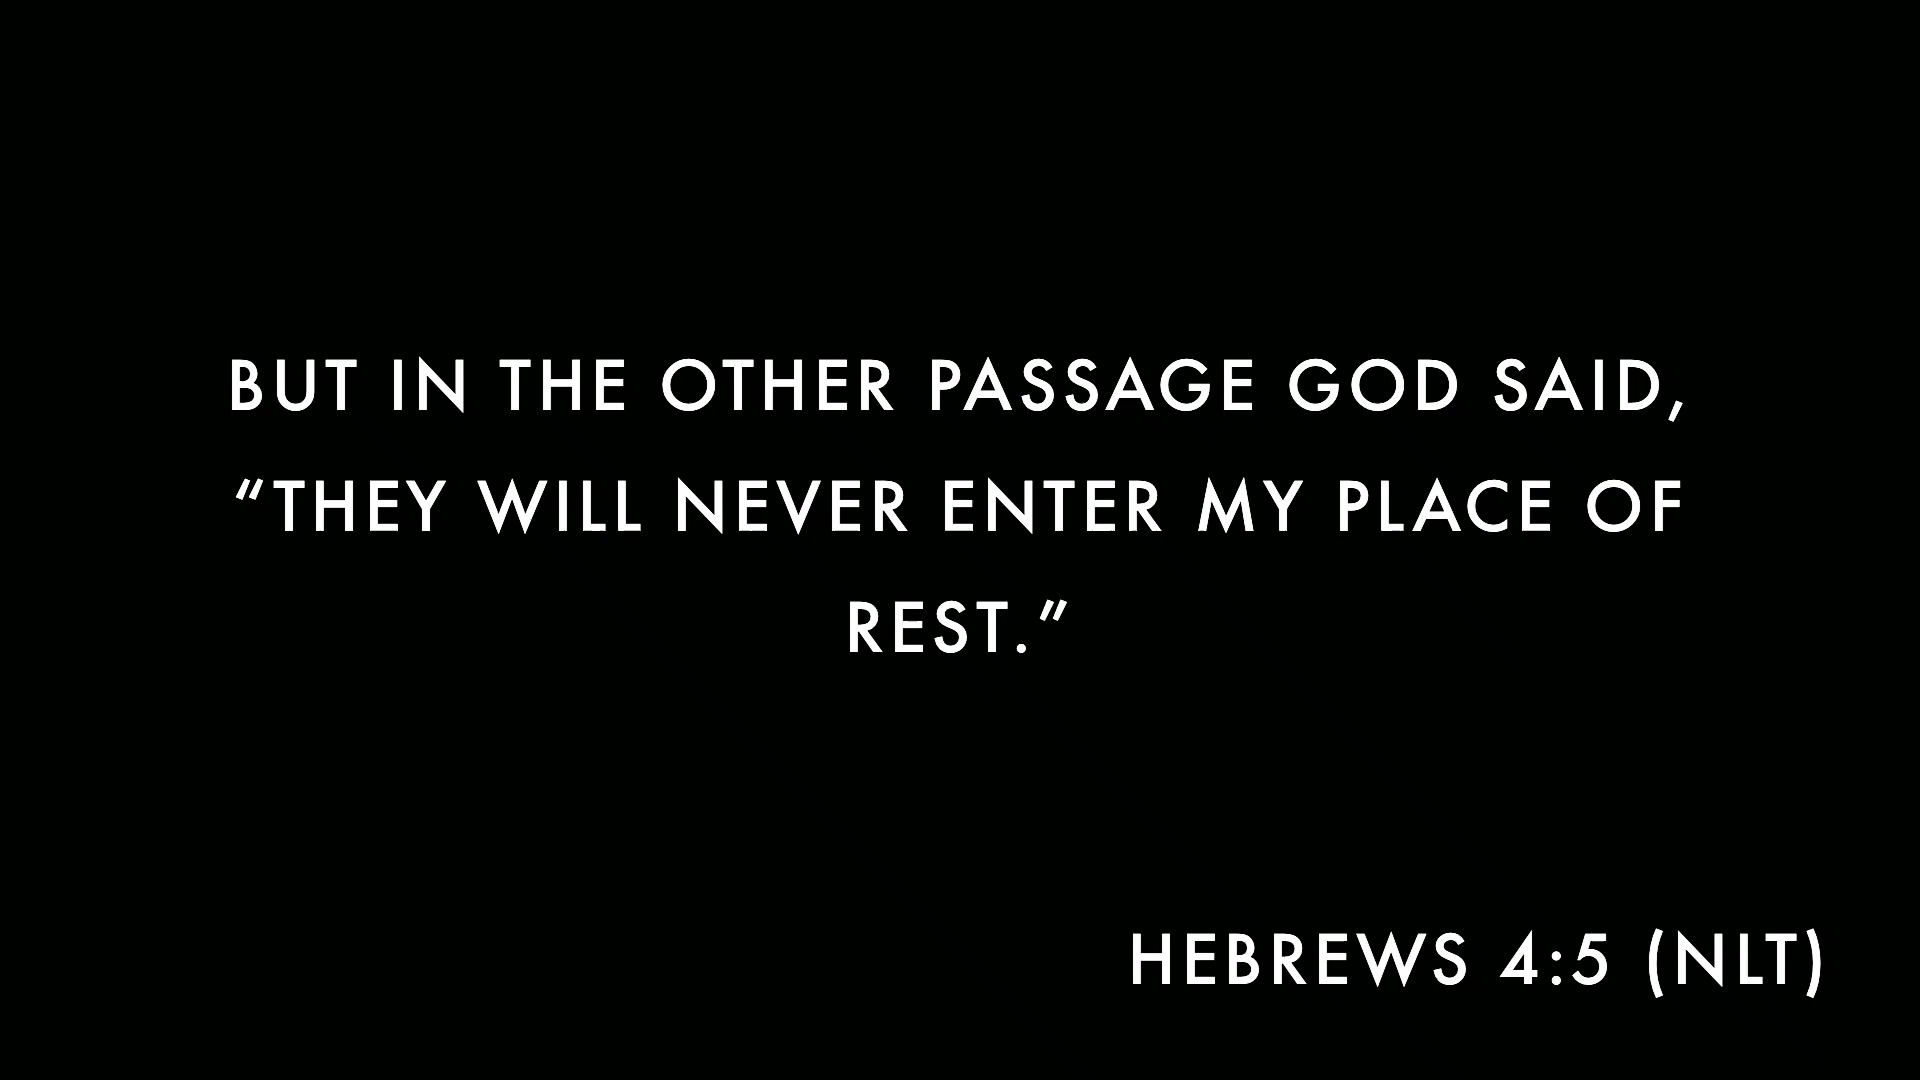 BUT IN THE OTHER PASSAGE GOD SAID,
“THEY WILL NEVER ENTER MY PLACE OF
REST.”
HEBREWS 4:5 (NLT)